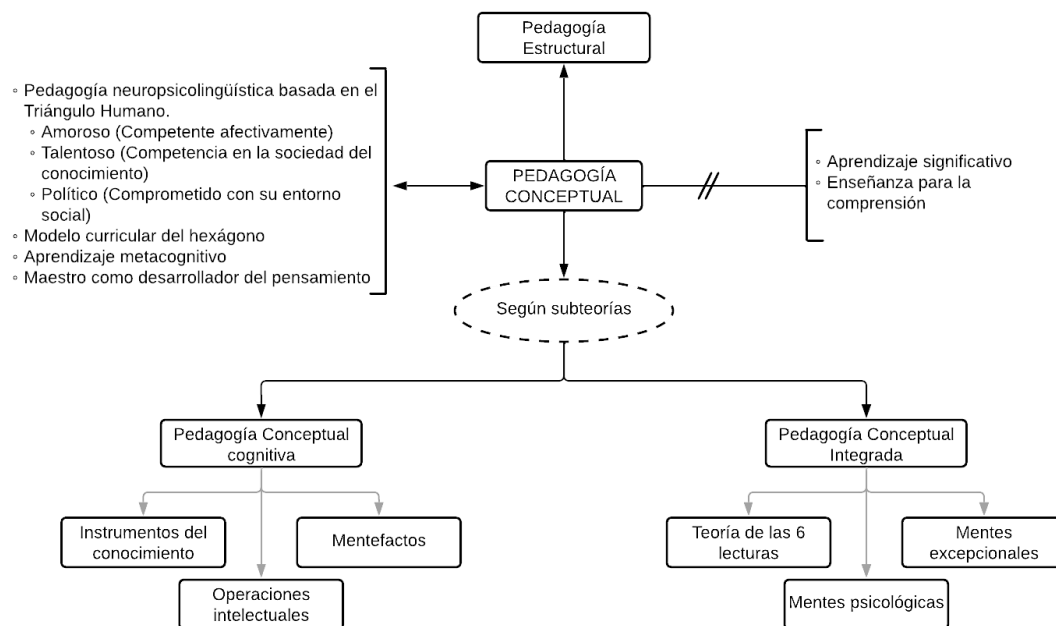 Pedagogía
Estructural
◦ Pedagogía neuropsicolingüística basada en el
Triángulo Humano.
◦ Amoroso (Competente afectivamente)
◦ Talentoso (Competencia en la sociedad del
conocimiento)
◦ Político (Comprometido con su entorno
social)
◦ Modelo curricular del hexágono
◦ Aprendizaje metacognitivo
◦ Maestro como desarrollador del pensamiento
PEDAGOGÍA
CONCEPTUAL
◦ Aprendizaje significativo
◦ Enseñanza para la
comprensión
Según subteorías
Pedagogía Conceptual
cognitiva
Pedagogía Conceptual
Integrada
Instrumentos del
conocimiento
Mentefactos
Operaciones
intelectuales
Teoría de las 6
lecturas
Mentes
excepcionales
Mentes psicológicas